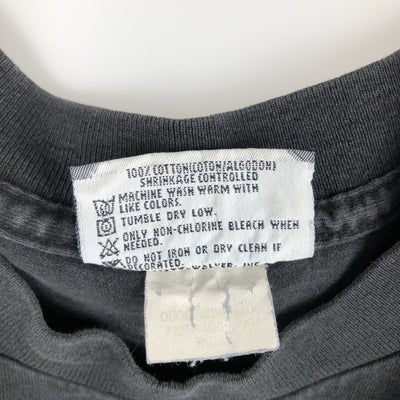 100% COTTON(COTON/ALGODON)
SHRINKAGE CONTROLLED
MACHINE WASH WARM WITH
LIKE COLORS.
TUMBLE DRY LOW.
ONLY NON-CHLORINE BLEACH WHEN
NEEDED.
DO NOT IRON OR DRY CLEAN IF
DECORATED.